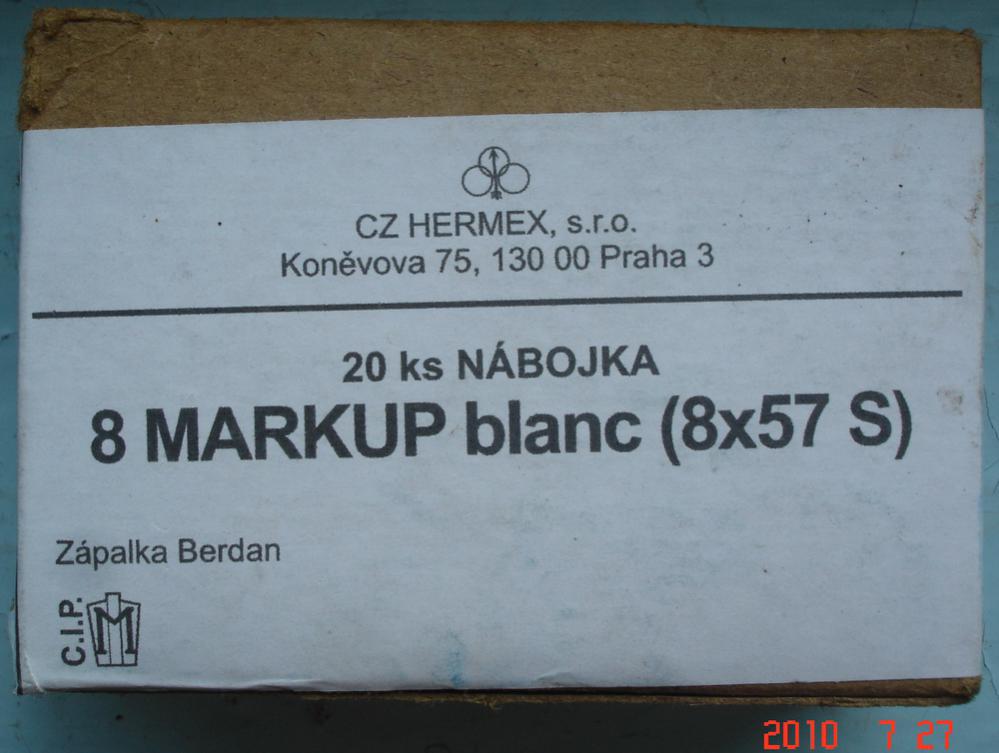 CZ HERMEX, s.r.o.
Koněvova 75, 130 00 Praha 3
20 ks NÁBOJKA
8 MARKUP blanc (8x57 S)
Zápalka Berdan
C.I.P.
M
2010 7 27